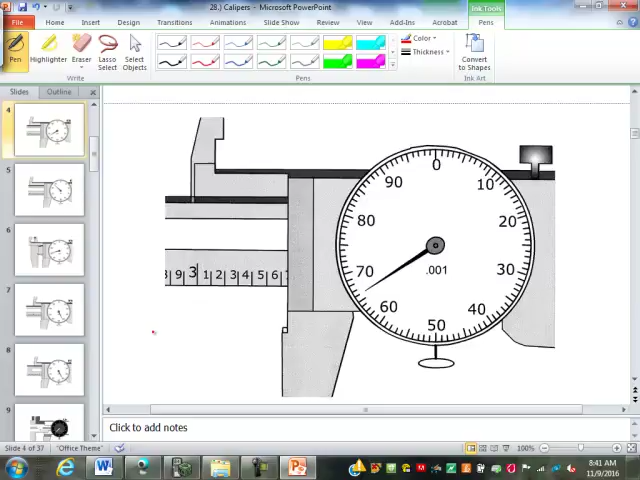 28.) Calipers - Microsoft PowerPoint
Ink Tools
File Home Insert Design Transitions Animations Slide Show Review View Add-Ins Acrobat Pens
Pen Highlighter Eraser Lasso Select Select Objects
Color
Thickness
Convert to Shapes
Write Pens Ink Art
Slides Outline
4
5
6
7
8
9
0
10
20
30
40
50
60
70
80
90
.001
9 3 1 2 3 4 5 6
Click to add notes
Slide 4 of 37 "Office Theme" 100%
8:41 AM
11/9/2016